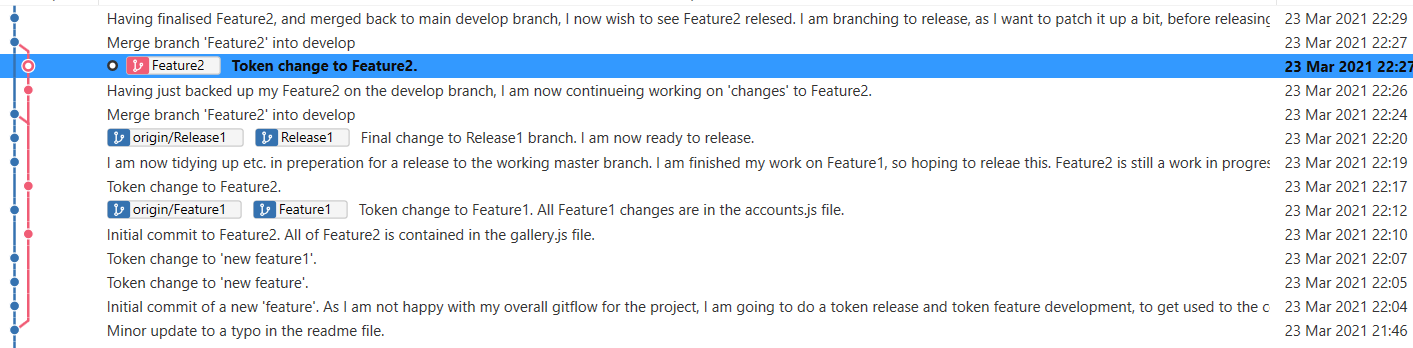 Having finalised Feature2, and merged back to main develop branch, I now wish to see Feature2 relesed. I am branching to release, as I want to patch it up a bit, before releasing 23 Mar 2021 22:29
Merge branch 'Feature2' into develop 23 Mar 2021 22:27
Feature2 Token change to Feature2. 23 Mar 2021 22:27
Having just backed up my Feature2 on the develop branch, I am now continueing working on 'changes' to Feature2. 23 Mar 2021 22:26
Merge branch 'Feature2' into develop 23 Mar 2021 22:24
origin/Release1 Release1 Final change to Release1 branch. I am now ready to release. 23 Mar 2021 22:20
I am now tidying up etc. in preperation for a release to the working master branch. I am finished my work on Feature1, so hoping to releae this. Feature2 is still a work in progres 23 Mar 2021 22:19
Token change to Feature2. 23 Mar 2021 22:17
origin/Feature1 Feature1 Token change to Feature1. All Feature1 changes are in the accounts.js file. 23 Mar 2021 22:12
Initial commit to Feature2. All of Feature2 is contained in the gallery.js file. 23 Mar 2021 22:10
Token change to 'new feature1'. 23 Mar 2021 22:07
Token change to 'new feature'. 23 Mar 2021 22:05
Initial commit of a new 'feature'. As I am not happy with my overall gitflow for the project, I am going to do a token release and token feature development, to get used to the c 23 Mar 2021 22:04
Minor update to a typo in the readme file. 23 Mar 2021 21:46